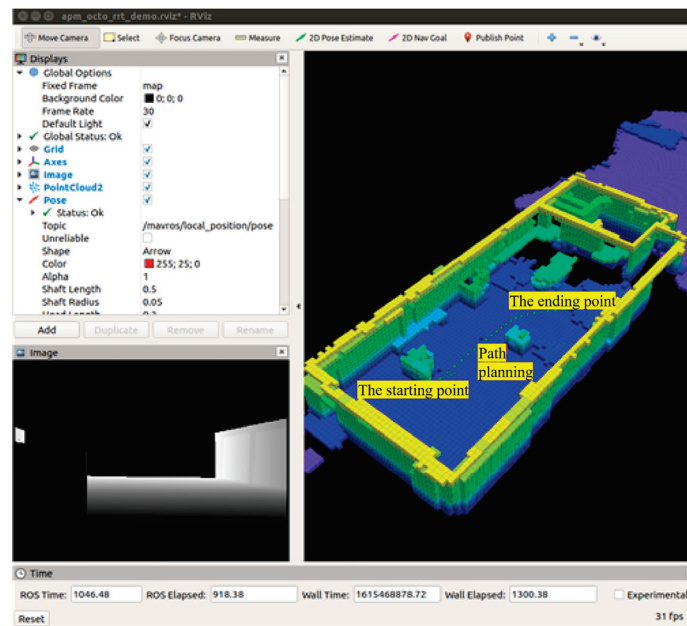 apm_octo_rrt_demo.rviz* - RViz
Move Camera Select Focus Camera Measure 2D Pose Estimate 2D Nav Goal Publish Point
Displays
Global Options
Fixed Frame map
Background Color 0; 0; 0
Frame Rate 30
Default Light
Global Status: Ok
Grid
Axes
Image
PointCloud2
Pose
Status: Ok
Topic /mavros/local_position/pose
Unreliable
Shape Arrow
Color 255; 25; 0
Alpha 1
Shaft Length 0.5
Shaft Radius 0.05
Head Length 0.3
Add Duplicate Remove Rename
Image
The ending point
Path
planning
The starting point
Time
ROS Time: 1046.48 ROS Elapsed: 918.38 Wall Time: 1615468878.72 Wall Elapsed: 1300.38 Experimental
Reset 31 fps